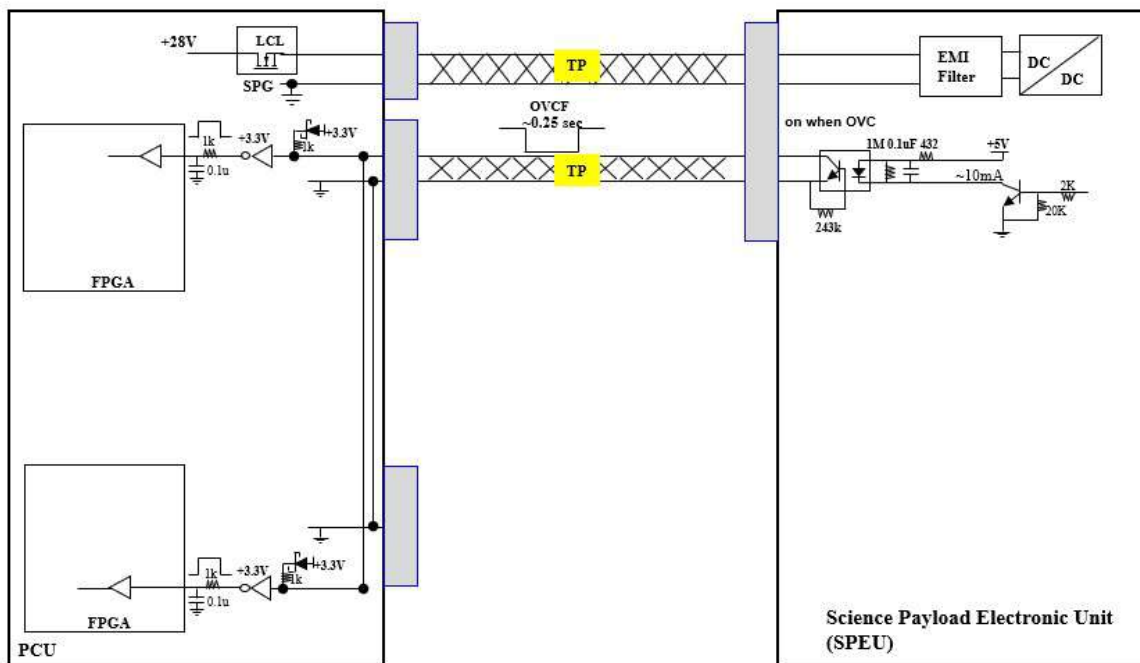 +28V
LCL
SPG
TP
EMI
Filter
DC
DC
OVCF
~0.25 sec
on when OVC
1k
+3.3V
+3.3V
1k
0.1u
TP
1M 0.1uF 432
+5V
~10mA
2K
20K
243k
FPGA
1k
+3.3V
+3.3V
1k
0.1u
FPGA
PCU
Science Payload Electronic Unit
(SPEU)